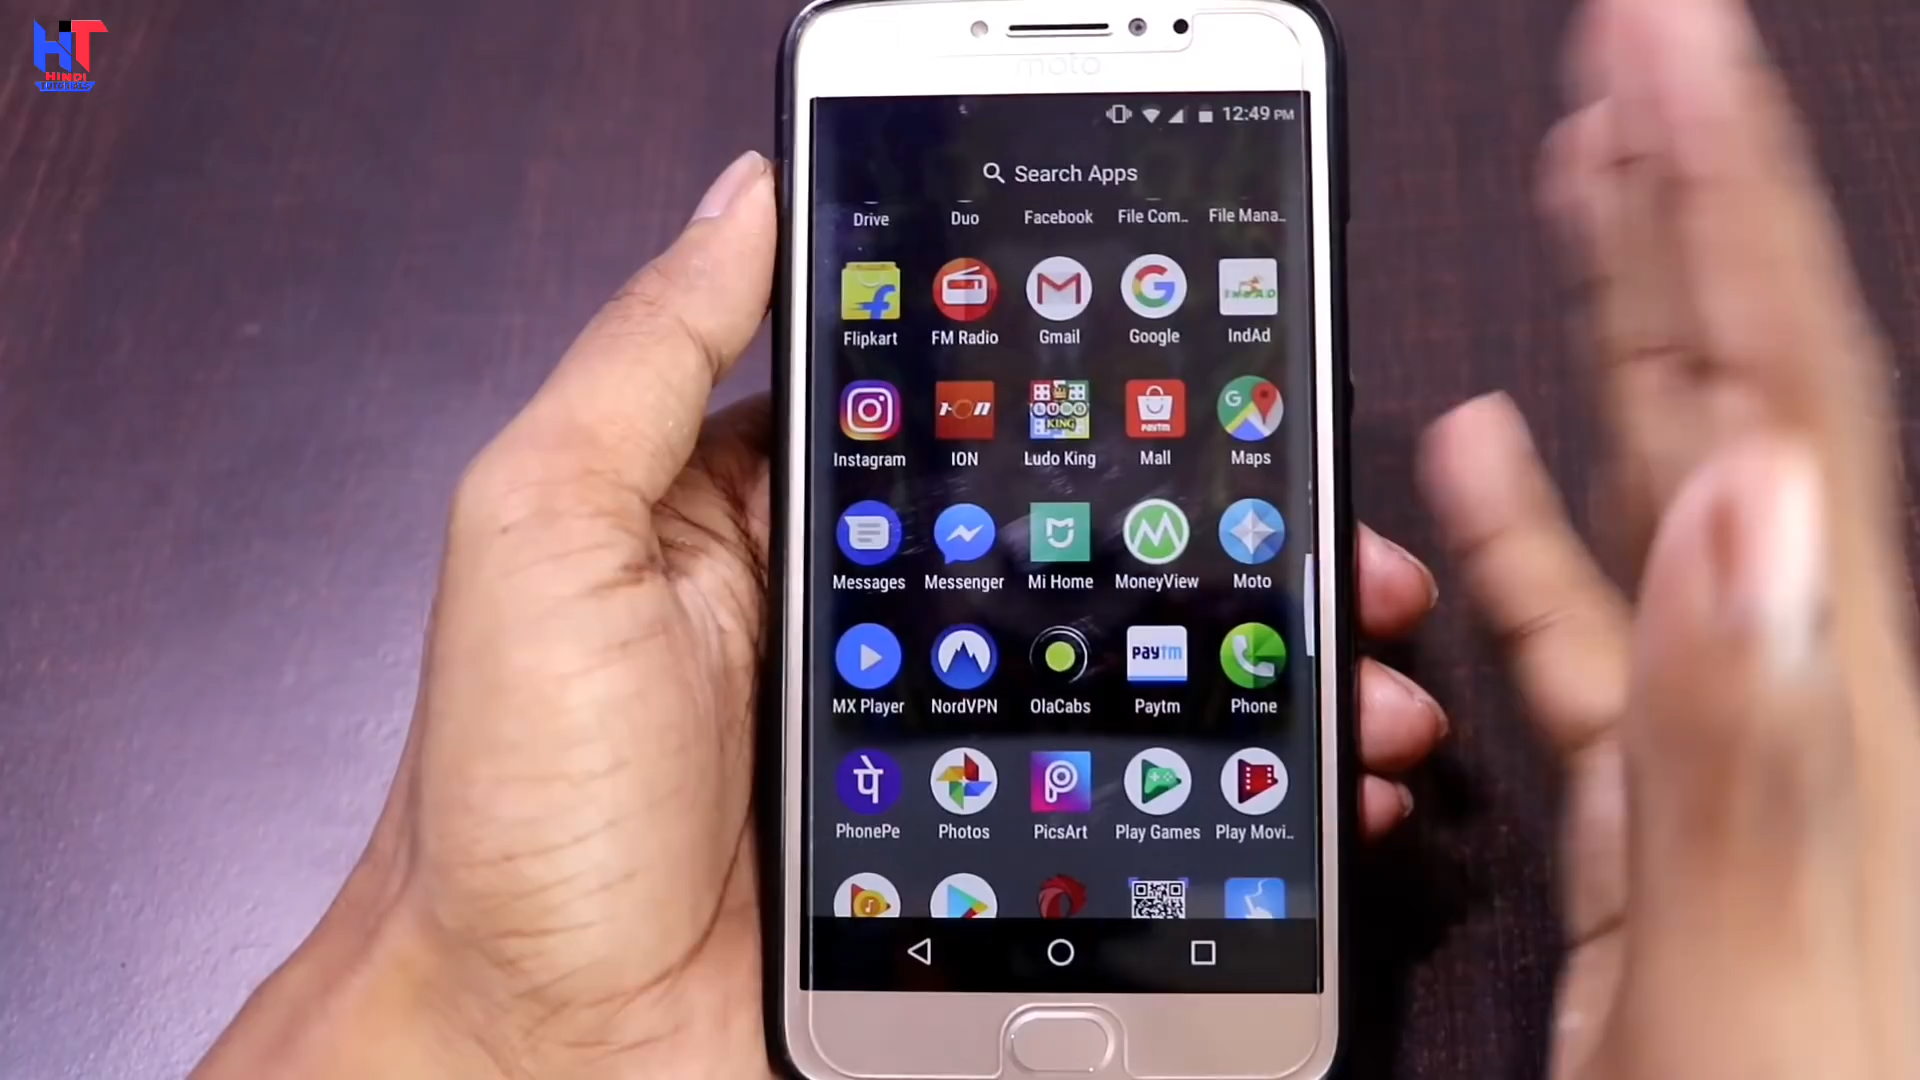 HT
HINDI
moto
12:49 PM
Search Apps
Drive Duo Facebook File Com.. File Mana..
Flipkart FM Radio Gmail Google IndAd
Instagram ION Ludo King Mall Maps
Messages Messenger Mi Home MoneyView Moto
paytm
MX Player NordVPN OlaCabs Paytm Phone
पे
PhonePe Photos PicsArt Play Games Play Movi..